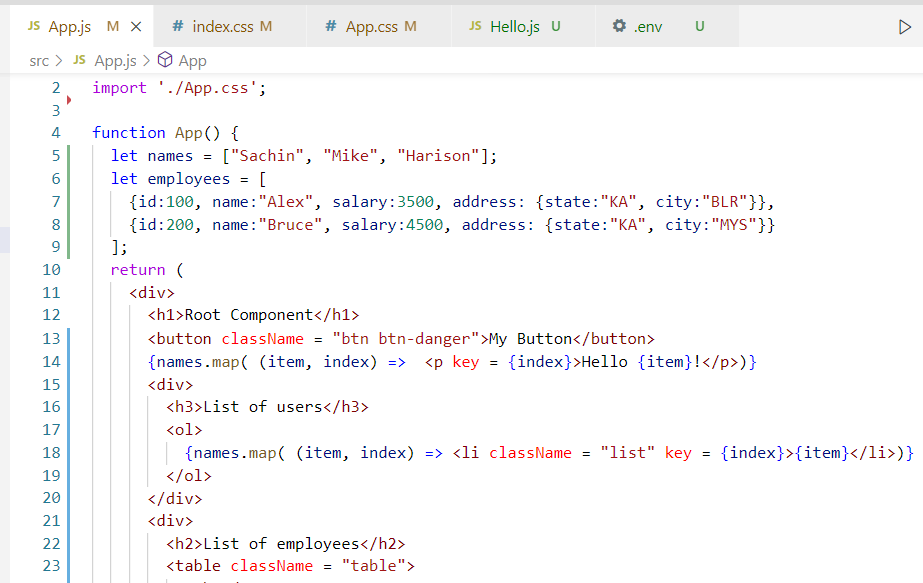 JS App.js M # index.css M # App.css M JS Hello.js U .env U
src > JS App.js > App
2 import './App.css';
3
4 function App() {
5 let names = ["Sachin", "Mike", "Harison"];
6 let employees = [
7 {id:100, name:"Alex", salary:3500, address: {state:"KA", city:"BLR"}},
8 {id:200, name:"Bruce", salary:4500, address: {state:"KA", city:"MYS"}}
9 ];
10 return (
11 <div>
12 <h1>Root Component</h1>
13 <button className = "btn btn-danger">My Button</button>
14 {names.map( (item, index) => <p key = {index}>Hello {item}!</p>)}
15 <div>
16 <h3>List of users</h3>
17 <ol>
18 {names.map( (item, index) => <li className = "list" key = {index}>{item}</li>)}
19 </ol>
20 </div>
21 <div>
22 <h2>List of employees</h2>
23 <table className = "table">